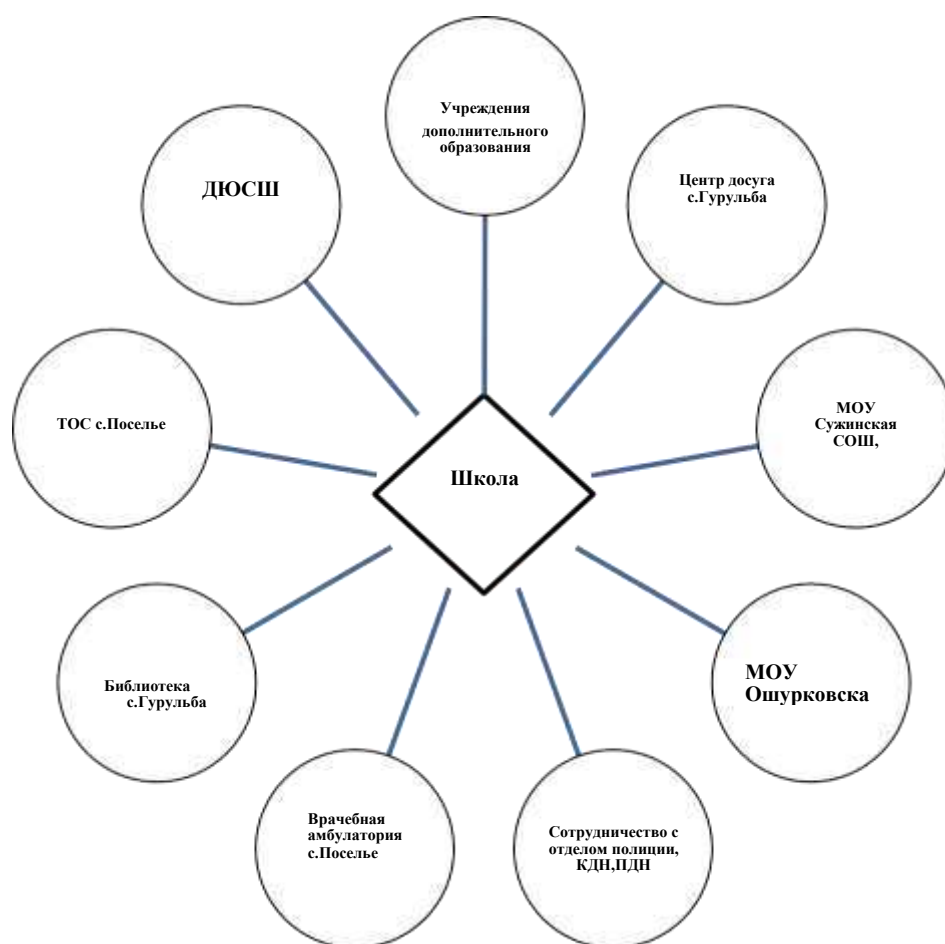 Учреждения
дополнительного
образования
ДЮСШ
Центр досуга
с.Гурульба
ТОС с.Поселье
МОУ
Сужинская
СОШ,
Школа
Библиотека
с.Гурульба
МОУ
Ошурковска
Врачебная
амбулатория
с.Поселье
Сотрудничество с
отделом полиции,
КДН,ПДН